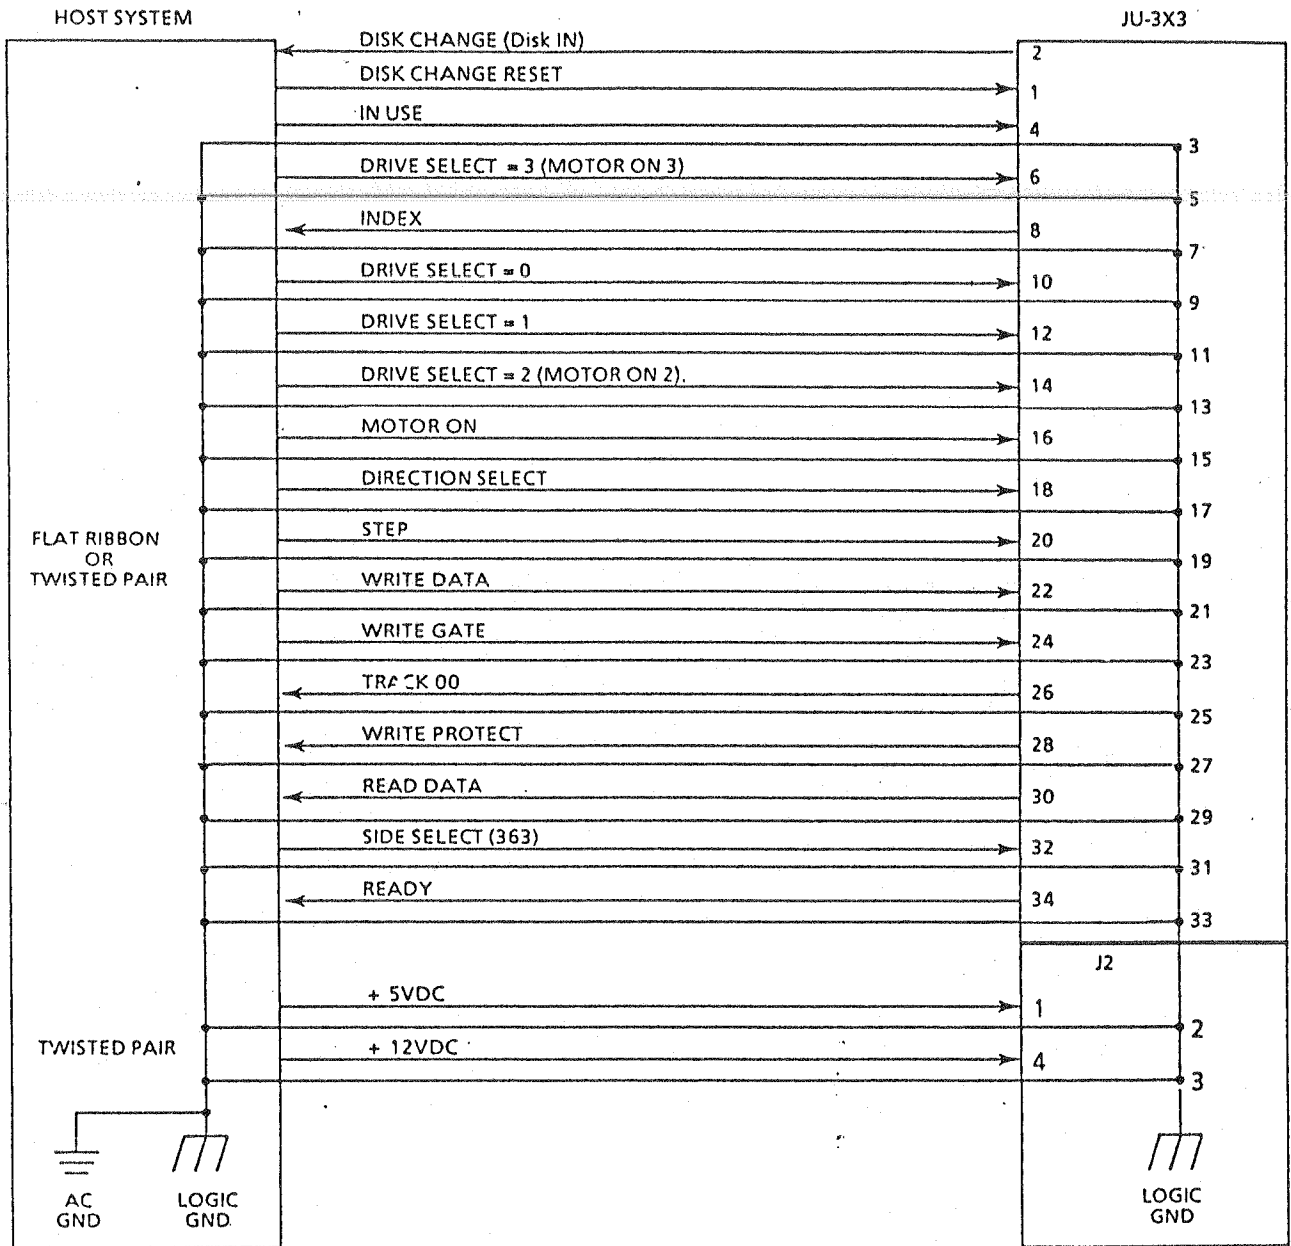 HOST SYSTEM
JU-3X3
DISK CHANGE (Disk IN)
2
DISK CHANGE RESET
1
IN USE
4
3
DRIVE SELECT = 3 (MOTOR ON 3)
6
5
INDEX
8
7
DRIVE SELECT = 0
10
9
DRIVE SELECT = 1
12
11
DRIVE SELECT = 2 (MOTOR ON 2).
14
13
MOTOR ON
16
15
DIRECTION SELECT
18
17
FLAT RIBBON
OR
TWISTED PAIR
STEP
20
19
WRITE DATA
22
21
WRITE GATE
24
23
TRACK 00
26
25
WRITE PROTECT
28
27
READ DATA
30
29
SIDE SELECT (363)
32
31
READY
34
33
J2
+ 5VDC
1
2
TWISTED PAIR
+ 12VDC
4
3
AC
GND
LOGIC
GND.
LOGIC
GND